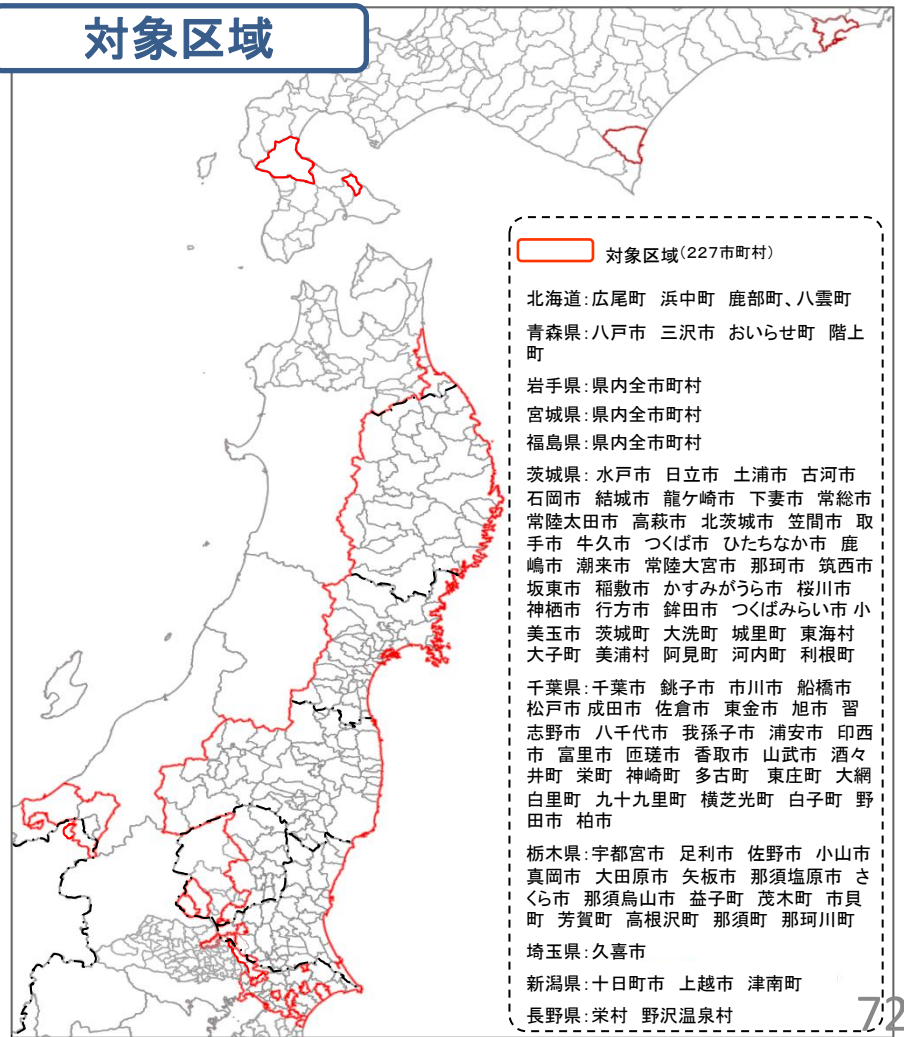 対象区域
対象区域(227市町村)
北海道:広尾町 浜中町 鹿部町、八雲町
青森県:八戸市 三沢市 おいらせ町 階上
町
岩手県:県内全市町村
宮城県:県内全市町村
福島県:県内全市町村
茨城県:水戸市 日立市 土浦市 古河市
石岡市 結城市 龍ケ崎市 下妻市 常総市
常陸太田市 高萩市 北茨城市 笠間市 取
手市 牛久市 つくば市 ひたちなか市 鹿
嶋市 潮来市 常陸大宮市 那珂市 筑西市
坂東市 稲敷市 かすみがうら市 桜川市
神栖市 行方市 鉾田市 つくばみらい市 小
美玉市 茨城町 大洗町 城里町 東海村
大子町 美浦村 阿見町 河内町 利根町
千葉県:千葉市 銚子市 市川市 船橋市
松戸市 成田市 佐倉市 東金市 旭市 習
志野市 八千代市 我孫子市 浦安市 印西
市 富里市 匝瑳市 香取市 山武市 酒々
井町 栄町 神崎町 多古町 東庄町 大網
白里町 九十九里町 横芝光町 白子町 野
田市 柏市
栃木県:宇都宮市 足利市 佐野市 小山市
真岡市 大田原市 矢板市 那須塩原市 さ
くら市 那須烏山市 益子町 茂木町 市貝
町 芳賀町 高根沢町 那須町 那珂川町
埼玉県:久喜市
新潟県:十日町市 上越市 津南町
長野県:栄村 野沢温泉村
72